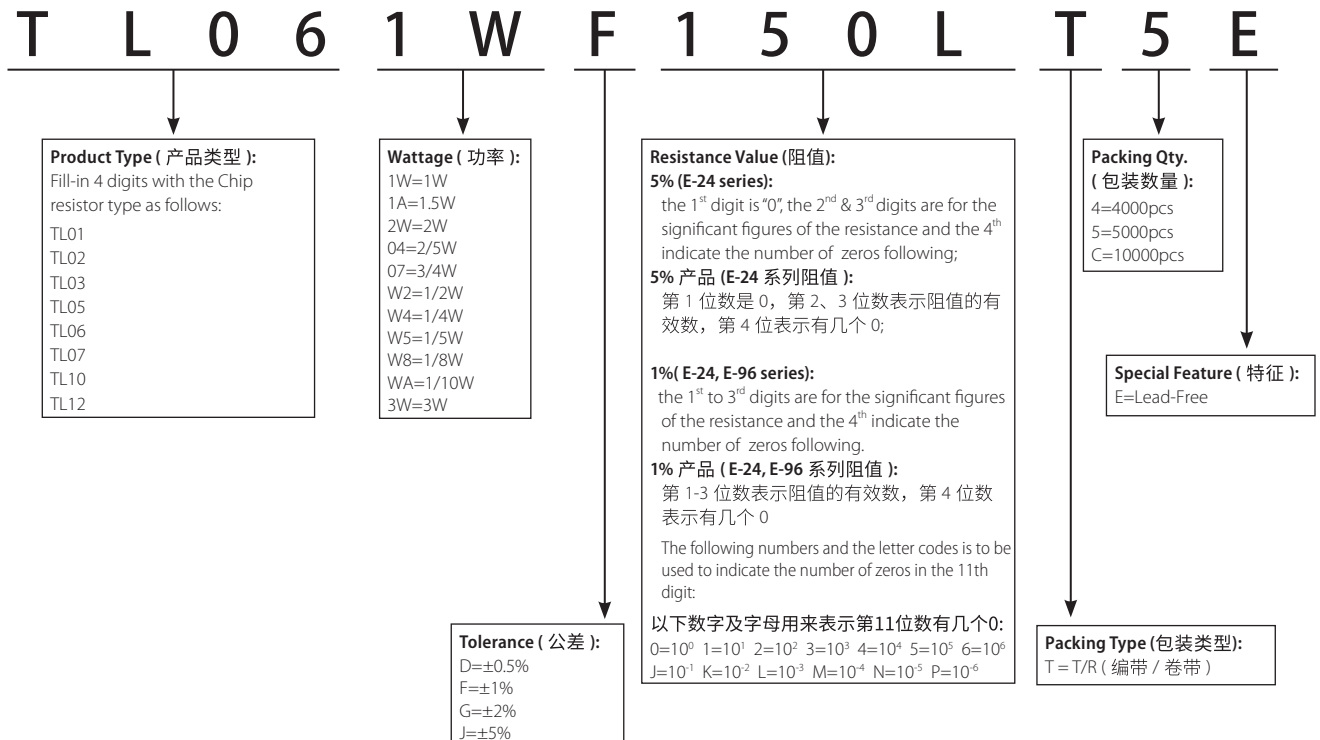 T L 0 6 1 W F 1 5 0 L T 5 E
Product Type ( 产品类型 ):
Fill-in 4 digits with the Chip
resistor type as follows:
TL01
TL02
TL03
TL05
TL06
TL07
TL10
TL12
Wattage ( 功率 ):
1W=1W
1A=1.5W
2W=2W
04=2/5W
07=3/4W
W2=1/2W
W4=1/4W
W5=1/5W
W8=1/8W
WA=1/10W
3W=3W
Tolerance ( 公差 ):
D=±0.5%
F=±1%
G=±2%
J=±5%
Resistance Value (阻值):
5% (E-24 series):
the 1st digit is “0”, the 2nd & 3rd digits are for the
significant figures of the resistance and the 4th
indicate the number of zeros following;
5% 产品 (E-24 系列阻值 ):
第 1 位数是 0，第 2、3 位数表示阻值的有
效数，第 4 位表示有几个 0;
1%( E-24, E-96 series):
the 1st to 3rd digits are for the significant figures
of the resistance and the 4th indicate the
number of zeros following.
1% 产品 ( E-24, E-96 系列阻值 ):
第 1-3 位数表示阻值的有效数，第 4 位数
表示有几个 0
The following numbers and the letter codes is to be
used to indicate the number of zeros in the 11th
digit:
以下数字及字母用来表示第11位数有几个0:
0=10⁰ 1=10¹ 2=10² 3=10³ 4=10⁴ 5=10⁵ 6=10⁶
J=10⁻¹ K=10⁻² L=10⁻³ M=10⁻⁴ N=10⁻⁵ P=10⁻⁶
Packing Type (包装类型):
T = T/R ( 编带 / 卷带 )
Packing Qty.
( 包装数量 ):
4=4000pcs
5=5000pcs
C=10000pcs
Special Feature ( 特征 ):
E=Lead-Free